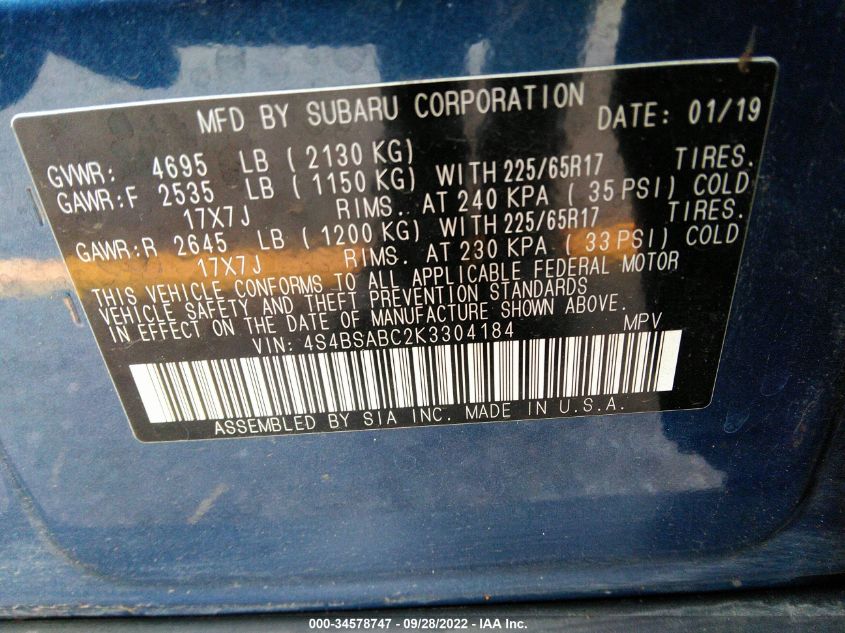 MFD BY SUBARU CORPORATION DATE: 01/19
GVWR: 4695 LB (2130 KG)
GAWR:F 2535 LB (1150 KG) WITH 225/65R17 TIRES.
17X7J RIMS. AT 240 KPA (35 PSI) COLD
GAWR:R 2645 LB (1200 KG) WITH 225/65R17 TIRES.
17X7J RIMS. AT 230 KPA (33 PSI) COLD
THIS VEHICLE CONFORMS TO ALL APPLICABLE FEDERAL MOTOR
VEHICLE SAFETY AND THEFT PREVENTION STANDARDS
IN EFFECT ON THE DATE OF MANUFACTURE SHOWN ABOVE.
VIN: 4S4BSABC2K3304184 MPV
ASSEMBLED BY SIA INC. MADE IN U.S.A.
000-34578747 // 09/28/2022 // IAA Inc.